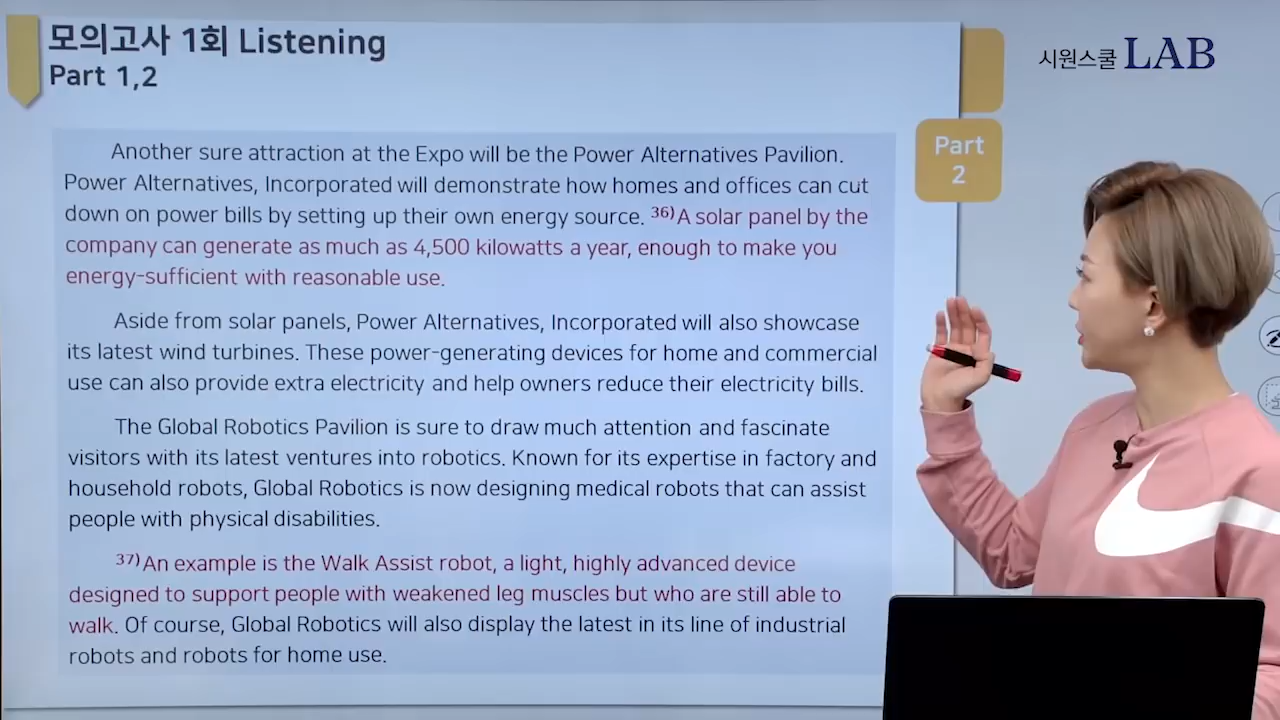 모의고사 1회 Listening
Part 1,2
시원스쿨 LAB
Part
2
Another sure attraction at the Expo will be the Power Alternatives Pavilion.
Power Alternatives, Incorporated will demonstrate how homes and offices can cut
down on power bills by setting up their own energy source. 36)A solar panel by the
company can generate as much as 4,500 kilowatts a year, enough to make you
energy-sufficient with reasonable use.
Aside from solar panels, Power Alternatives, Incorporated will also showcase
its latest wind turbines. These power-generating devices for home and commercial
use can also provide extra electricity and help owners reduce their electricity bills.
The Global Robotics Pavilion is sure to draw much attention and fascinate
visitors with its latest ventures into obotics. Known for its expertise in factory and
household robots, Global Robotics is now designing medical robots that can assist
people with physical disabilities.
37)An example is the Walk Assist robot, a light, highly advanced device
designed to support people with weakened leg muscles but who are still able to
walk. Of course, Global Robotics will also display the latest in its line of industrial
robots and robots for home use.